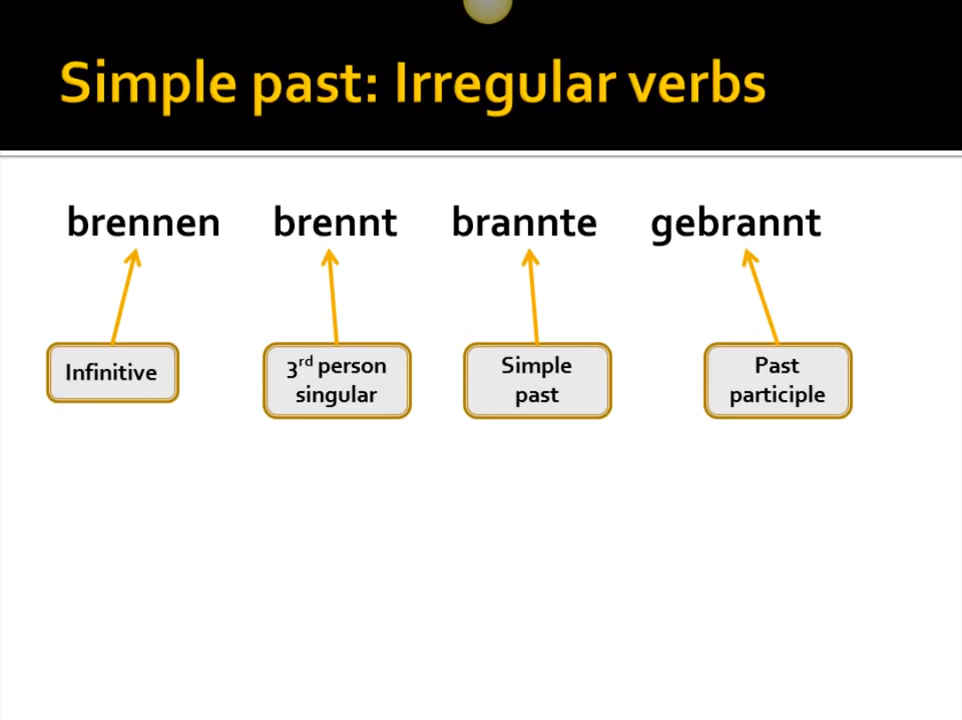 Simple past: Irregular verbs
brennen brennt brannte gebrannt
Infinitive
3rd person
singular
Simple
past
Past
participle